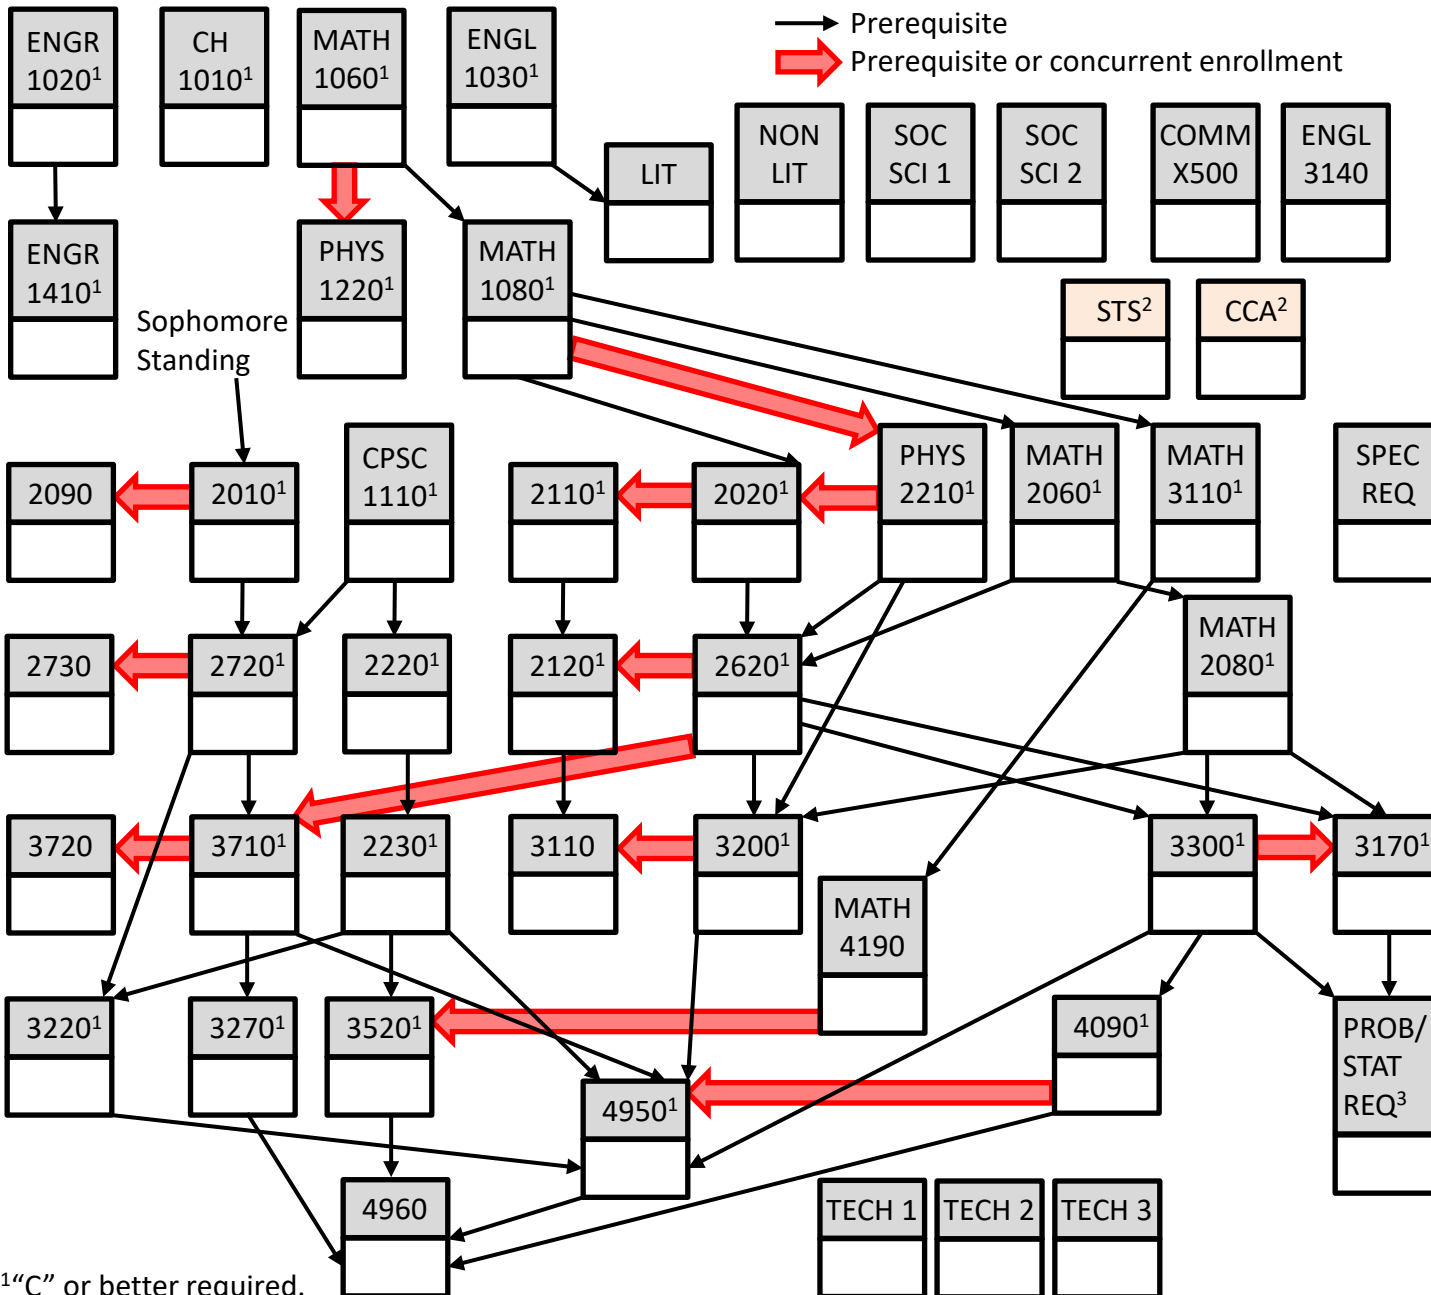 ENGR
1020¹
CH
1010¹
MATH
1060¹
ENGL
1030¹
Prerequisite
Prerequisite or concurrent enrollment
LIT
NON
LIT
SOC
SCI 1
SOC
SCI 2
COMM
X500
ENGL
3140
ENGR
1410¹
PHYS
1220¹
MATH
1080¹
STS²
CCA²
Sophomore
Standing
2090
2010¹
CPSC
1110¹
2110¹
2020¹
PHYS
2210¹
MATH
2060¹
MATH
3110¹
SPEC
REQ
2730
2720¹
2220¹
2120¹
2620¹
MATH
2080¹
3720
3710¹
2230¹
3110
3200¹
MATH
4190
3300¹
3170¹
3220¹
3270¹
3520¹
4950¹
4090¹
PROB/
STAT
REQ³
4960
TECH 1
TECH 2
TECH 3
¹“C” or better required.